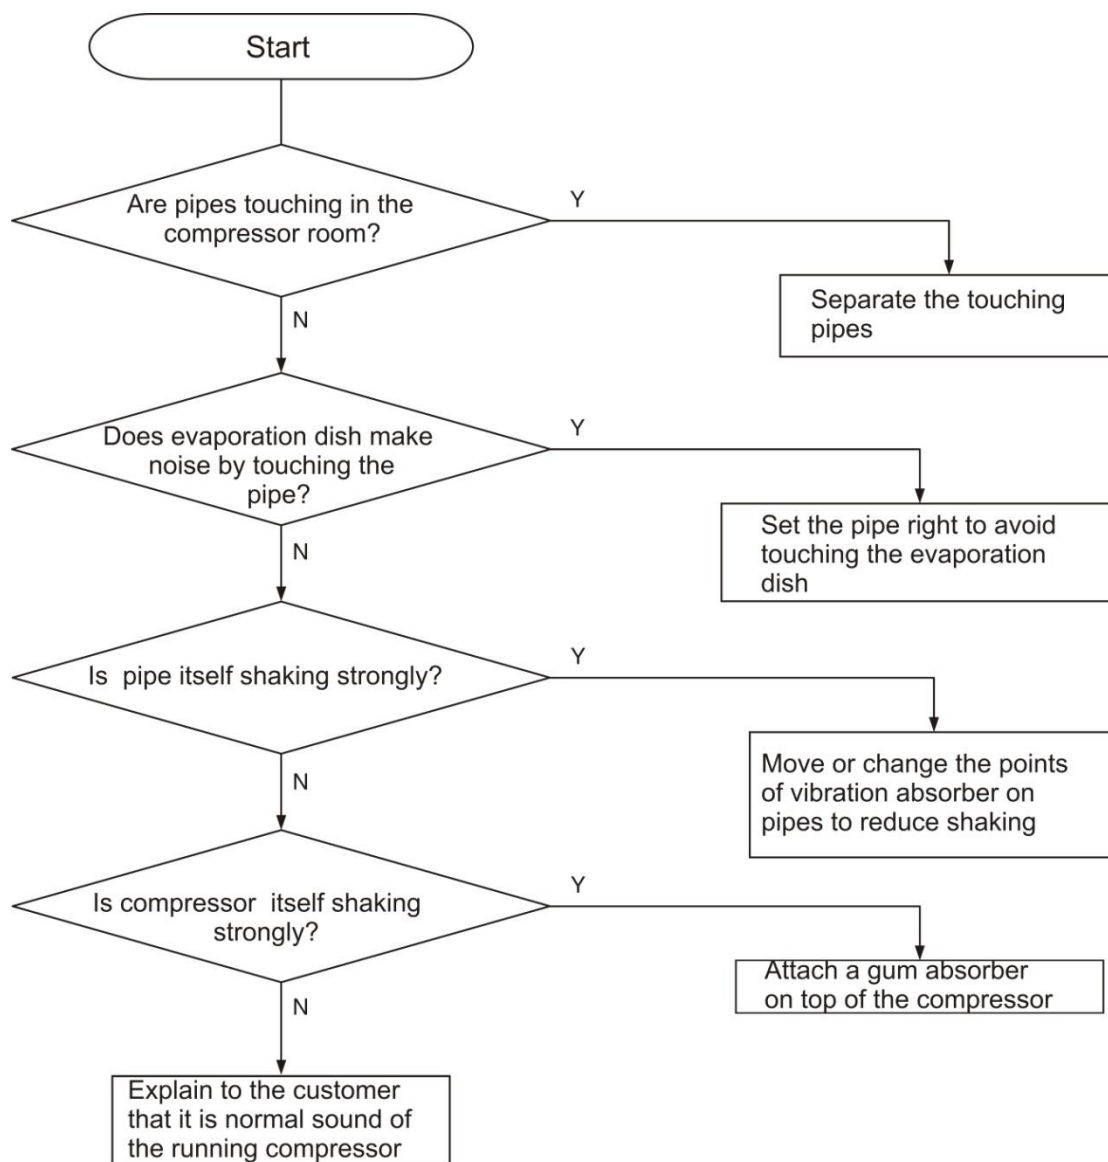 Start
Are pipes touching in the
compressor room?
Y
Separate the touching
pipes
N
Does evaporation dish make
noise by touching the
pipe?
Y
Set the pipe right to avoid
touching the evaporation
dish
N
Is pipe itself shaking strongly?
Y
Move or change the points
of vibration absorber on
pipes to reduce shaking
N
Is compressor itself shaking
strongly?
Y
Attach a gum absorber
on top of the compressor
N
Explain to the customer
that it is normal sound of
the running compressor